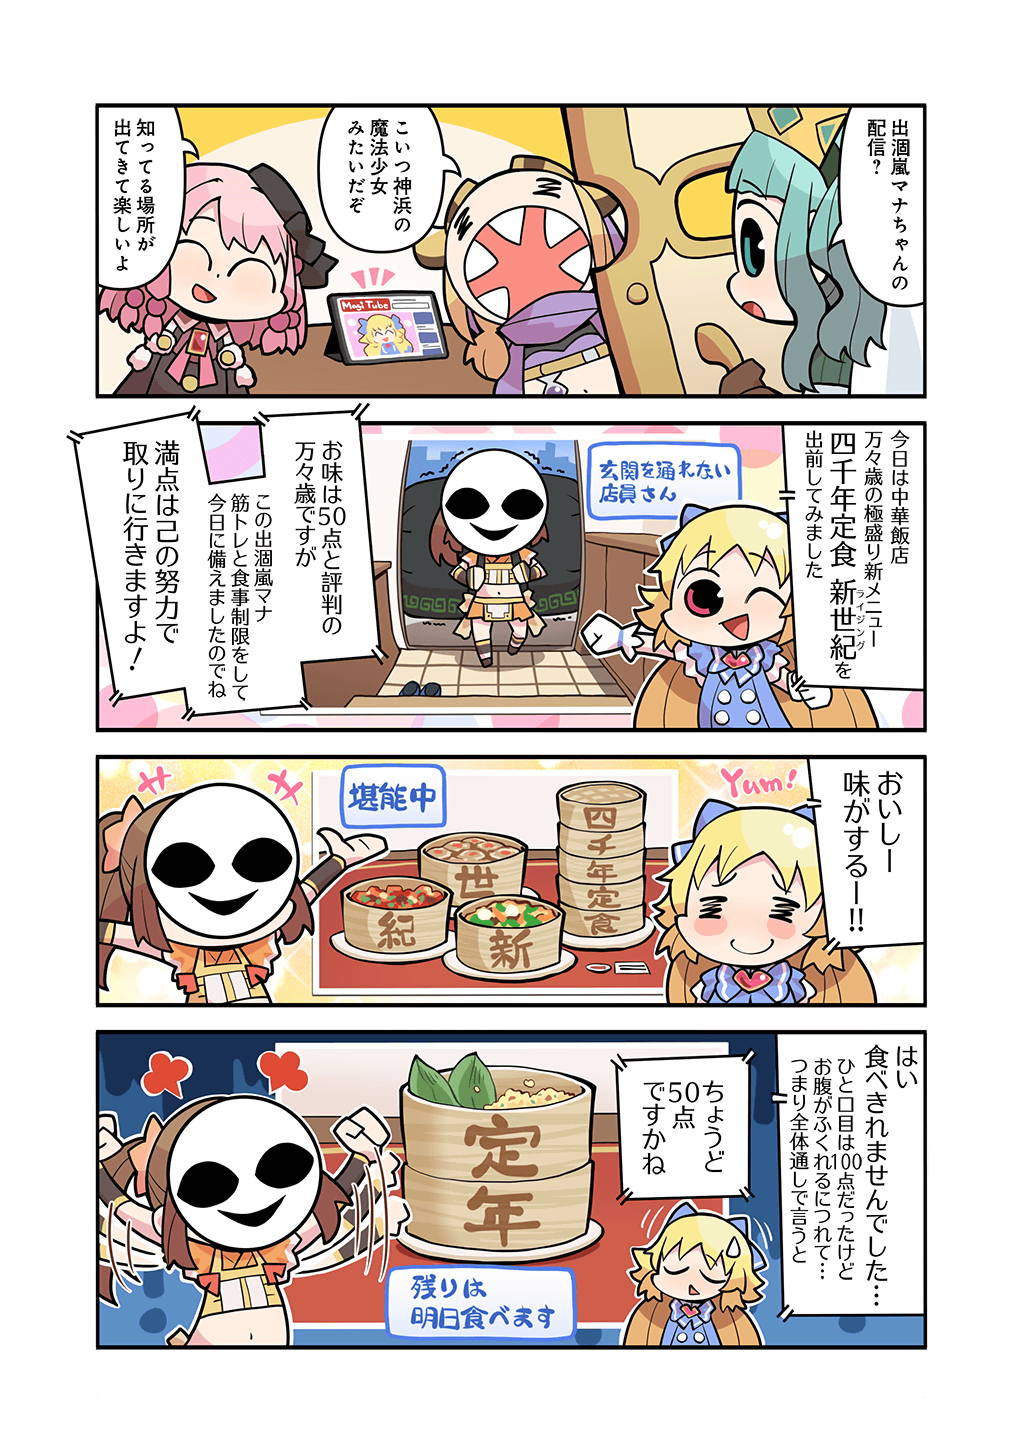 出涸嵐マナちゃんの
配信?
こいつ神浜の
魔法少女
みたいだぞ
Magi Tube
知ってる場所が
出てきて楽しいよ
今日は中華飯店
万々歳の極盛り新メニュー
四千年定食 新世紀を
ライジング
出前してみました
玄関を通れない
店員さん
お味は50点と評判の
万々歳ですが
この出涸嵐マナ
筋トレと食事制限をして
今日に備えましたのでね
満点は己の努力で
取りに行きますよ!
おいしー
味がするー!!
Yum!
堪能中
四
千
年
定
食
新
世
紀
はい
食べきれませんでした…
ひと口目は100点だったけど
お腹がふくれるにつれて…
つまり全体通しで言うと
ちょうど
50点
ですかね
定
年
残りは
明日食べます